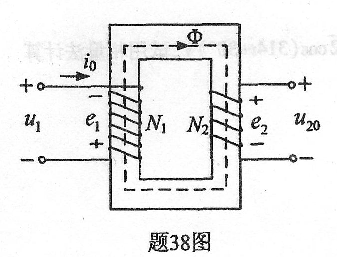 Φ
i₀
+ − + +
u₁ e₁ N₁ N₂ e₂ u₂₀
− + − −
题38图